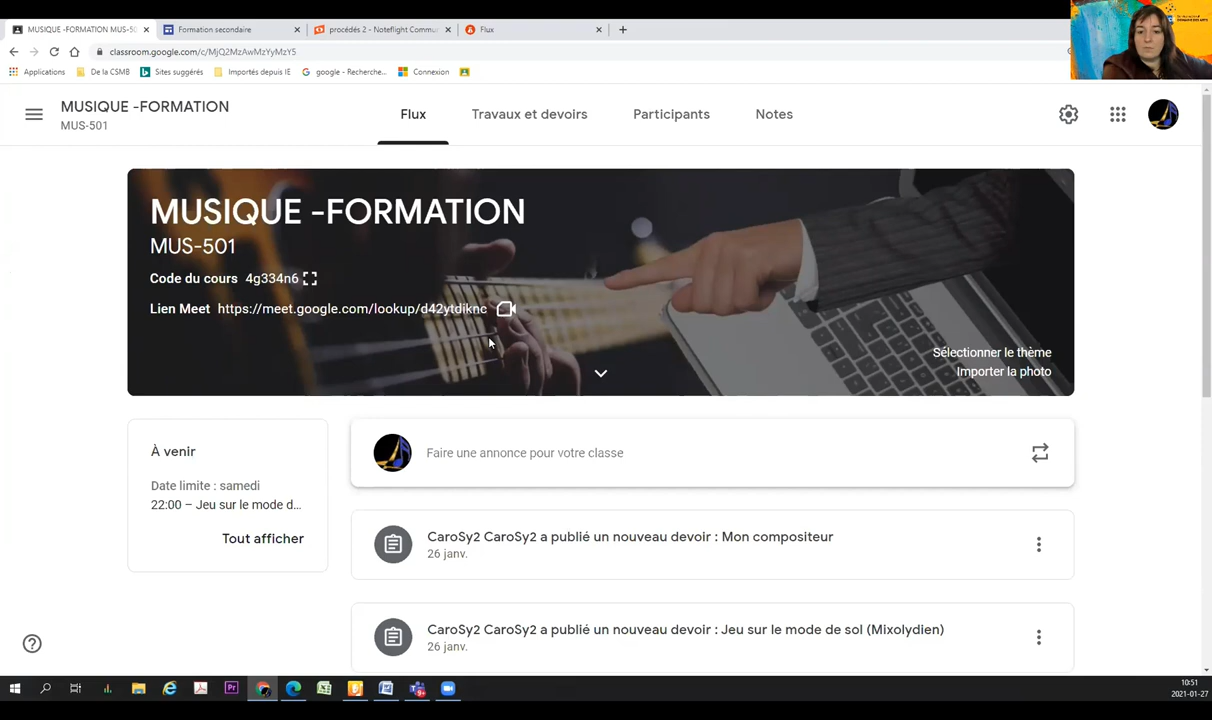 MUSIQUE -FORMATION MUS-50
Formation secondaire
procédés 2 - Noteflight Commu
Flux
classroom.google.com/c/MjQ2MzAwMzYyMzY5
Applications
De la CSMB
Sites suggérés
Importés depuis IE
google - Recherche...
Connexion
MUSIQUE -FORMATION
MUS-501
Flux
Travaux et devoirs
Participants
Notes
MUSIQUE -FORMATION
MUS-501
Code du cours 4g334n6
Lien Meet https://meet.google.com/lookup/d42ytdiknc
Sélectionner le thème
Importer la photo
À venir
Date limite : samedi
22:00 – Jeu sur le mode d...
Tout afficher
Faire une annonce pour votre classe
CaroSy2 CaroSy2 a publié un nouveau devoir : Mon compositeur
26 janv.
CaroSy2 CaroSy2 a publié un nouveau devoir : Jeu sur le mode de sol (Mixolydien)
26 janv.
10:51
2021-01-27